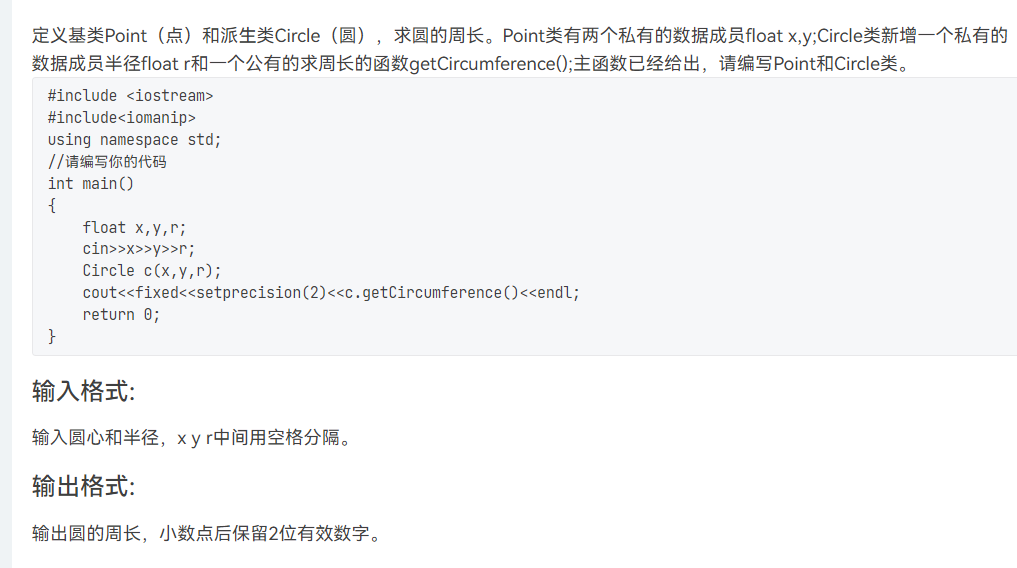 定义基类Point（点）和派生类Circle（圆），求圆的周长。Point类有两个私有的数据成员float x,y;Circle类新增一个私有的
数据成员半径float r和一个公有的求周长的函数getCircumference();主函数已经给出，请编写Point和Circle类。
#include <iostream>
#include<iomanip>
using namespace std;
//请编写你的代码
int main()
{
    float x,y,r;
    cin>>x>>y>>r;
    Circle c(x,y,r);
    cout<<fixed<<setprecision(2)<<c.getCircumference()<<endl;
    return 0;
}
输入格式:
输入圆心和半径，x y r中间用空格分隔。
输出格式:
输出圆的周长，小数点后保留2位有效数字。